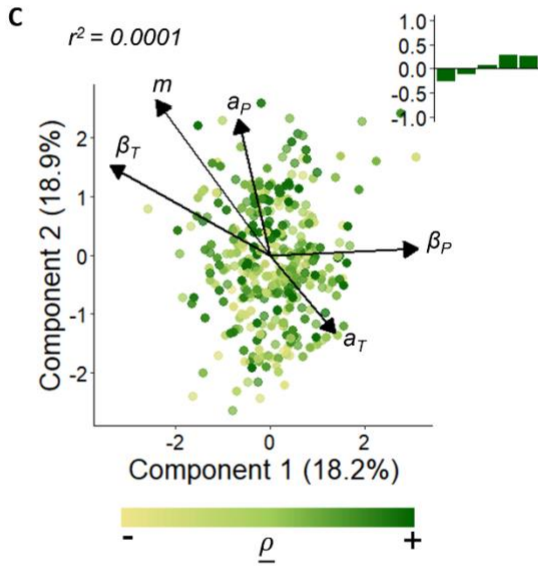 C
r² = 0.0001
1.0
0.5
0.0
-0.5
-1.0
m
a_P
β_T
β_P
a_T
2
1
0
-1
-2
Component 2 (18.9%)
-2 0 2
Component 1 (18.2%)
- +
ρ